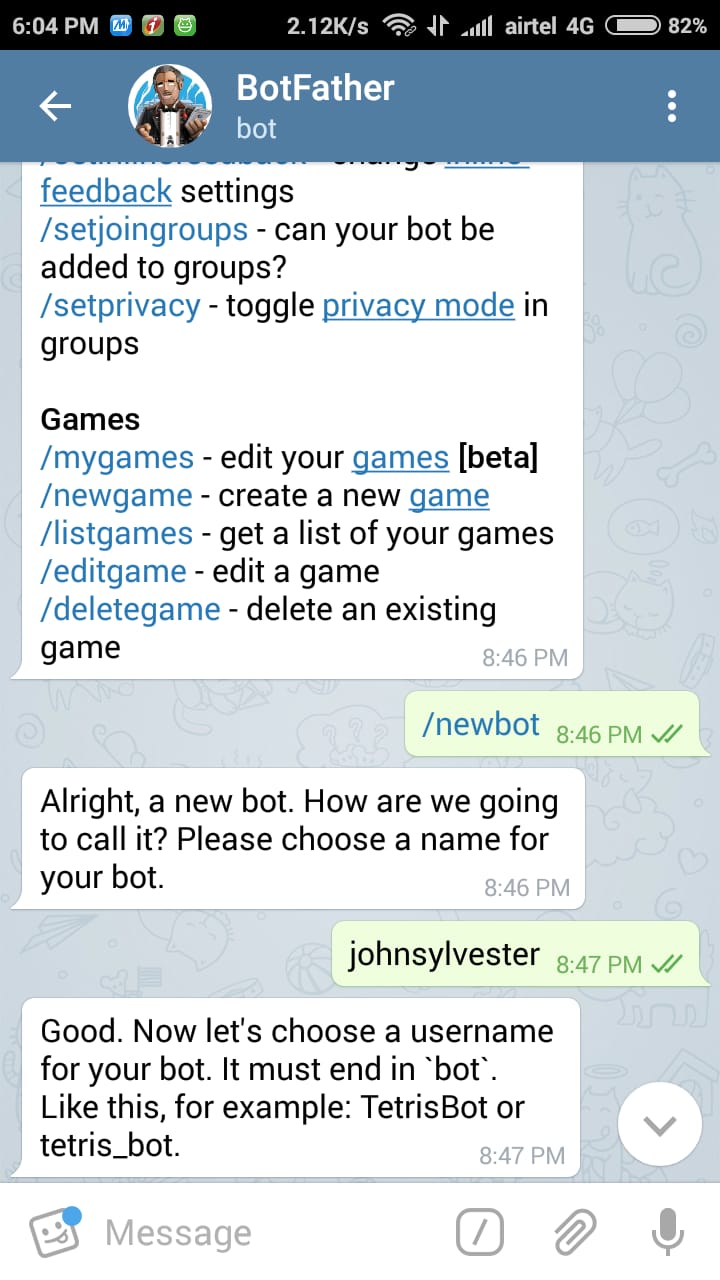 6:04 PM 2.12K/s airtel 4G 82%
BotFather
bot
feedback settings
/setjoingroups - can your bot be
added to groups?
/setprivacy - toggle privacy mode in
groups
Games
/mygames - edit your games [beta]
/newgame - create a new game
/listgames - get a list of your games
/editgame - edit a game
/deletegame - delete an existing
game
8:46 PM
/newbot 8:46 PM
Alright, a new bot. How are we going
to call it? Please choose a name for
your bot.
8:46 PM
johnsylvester 8:47 PM
Good. Now let's choose a username
for your bot. It must end in `bot`.
Like this, for example: TetrisBot or
tetris_bot.
8:47 PM
Message